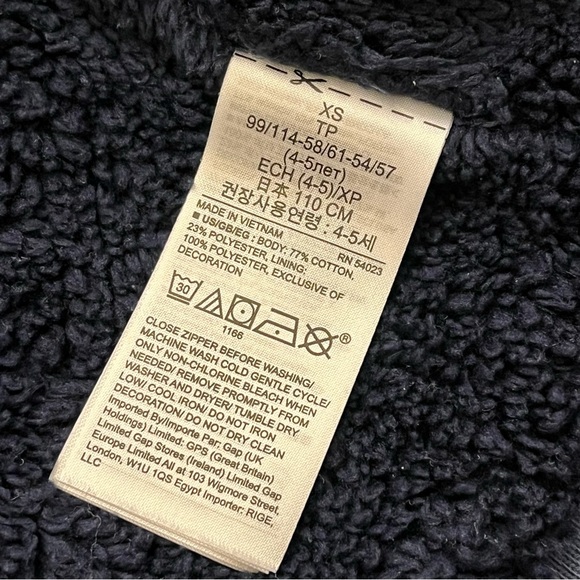 XS
TP
99/114-58/61-54/57
(4-5лет)
ECH (4-5)/XP
日本 110 CM
권장사용연령 : 4-5세
MADE IN VIETNAM RN 54023
■ US/GB/EG : BODY: 77% COTTON,
23% POLYESTER, LINING:
100% POLYESTER, EXCLUSIVE OF
DECORATION
30
®
1166
CLOSE ZIPPER BEFORE WASHING/
MACHINE WASH COLD GENTLE CYCLE/
ONLY NON-CHLORINE BLEACH WHEN
NEEDED/ REMOVE PROMPTLY FROM
WASHER AND DRYER/ TUMBLE DRY
LOW/ COOL IRON/ DO NOT IRON
DECORATION/ DO NOT DRY CLEAN
Imported By/Importe Par: Gap (UK
Holdings) Limited: GPS (Great Britain)
Limited Gap Stores (Ireland) Limited Gap
Europa Limited All at 103 Wigmore Street,
London, W1U 1QS Egypt Importer: RIGE,
LLC